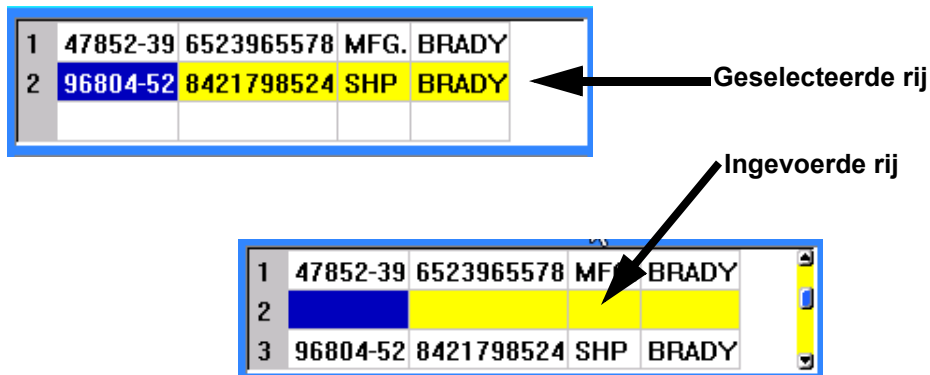 1 47852-39 6523965578 MFG. BRADY
2 96804-52 8421798524 SHP BRADY
Geselecteerde rij
Ingevoerde rij
1 47852-39 6523965578 MFG BRADY
2
3 96804-52 8421798524 SHP BRADY